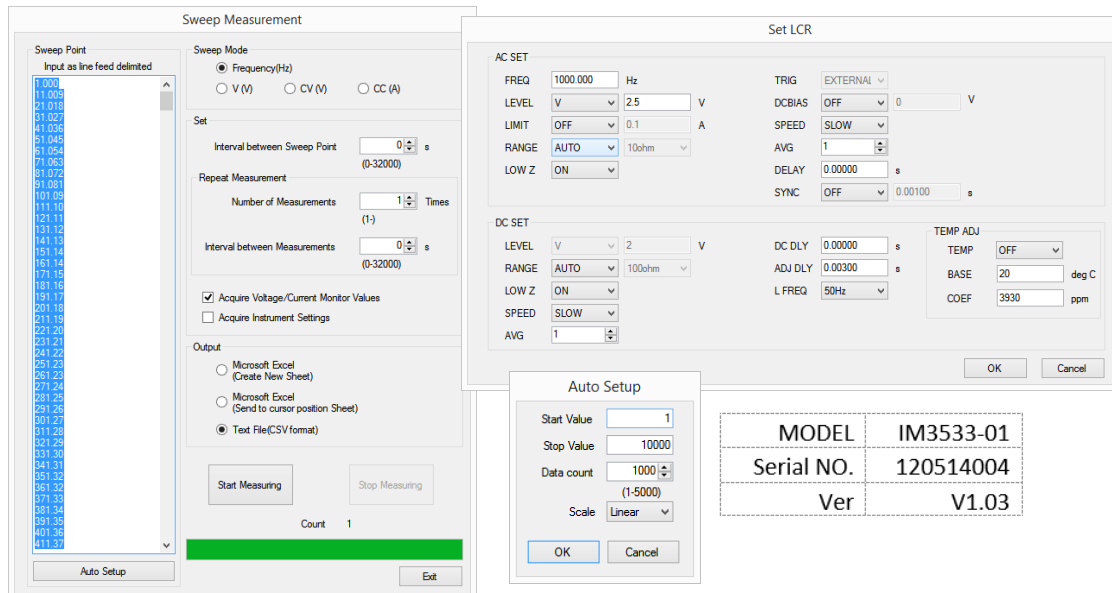 Sweep Measurement
Sweep Point
Input as line feed delimited
1.000
11.009
21.018
31.027
41.036
51.045
61.054
71.063
81.072
91.081
101.09
111.10
121.11
131.12
141.13
151.14
161.14
171.15
181.16
191.17
201.18
211.19
221.20
231.21
241.22
251.23
261.23
271.24
281.25
291.26
301.27
311.28
321.29
331.30
341.31
351.32
361.32
371.33
381.34
391.35
401.36
411.37
Auto Setup
Sweep Mode
Frequency(Hz)
V (V) CV (V) CC (A)
Set
Interval between Sweep Point 0 s
(0-32000)
Repeat Measurement
Number of Measurements 1 Times
(1-)
Interval between Measurements 0 s
(0-32000)
Acquire Voltage/Current Monitor Values
Acquire Instrument Settings
Output
Microsoft Excel
(Create New Sheet)
Microsoft Excel
(Send to cursor position Sheet)
Text File(CSV format)
Start Measuring Stop Measuring
Count 1
Exit
Set LCR
AC SET
FREQ 1000.000 Hz
LEVEL V 2.5 V
LIMIT OFF 0.1 A
RANGE AUTO 10ohm
LOW Z ON
TRIG EXTERNAL
DCBIAS OFF 0 V
SPEED SLOW
AVG 1
DELAY 0.00000 s
SYNC OFF 0.00100 s
DC SET
LEVEL V 2 V
RANGE AUTO 100ohm
LOW Z ON
SPEED SLOW
AVG 1
DC DLY 0.00000 s
ADJ DLY 0.00300 s
L FREQ 50Hz
TEMP ADJ
TEMP OFF
BASE 20 deg C
COEF 3930 ppm
OK Cancel
Auto Setup
Start Value 1
Stop Value 10000
Data count 1000
(1-5000)
Scale Linear
OK Cancel
MODEL IM3533-01
Serial NO. 120514004
Ver V1.03